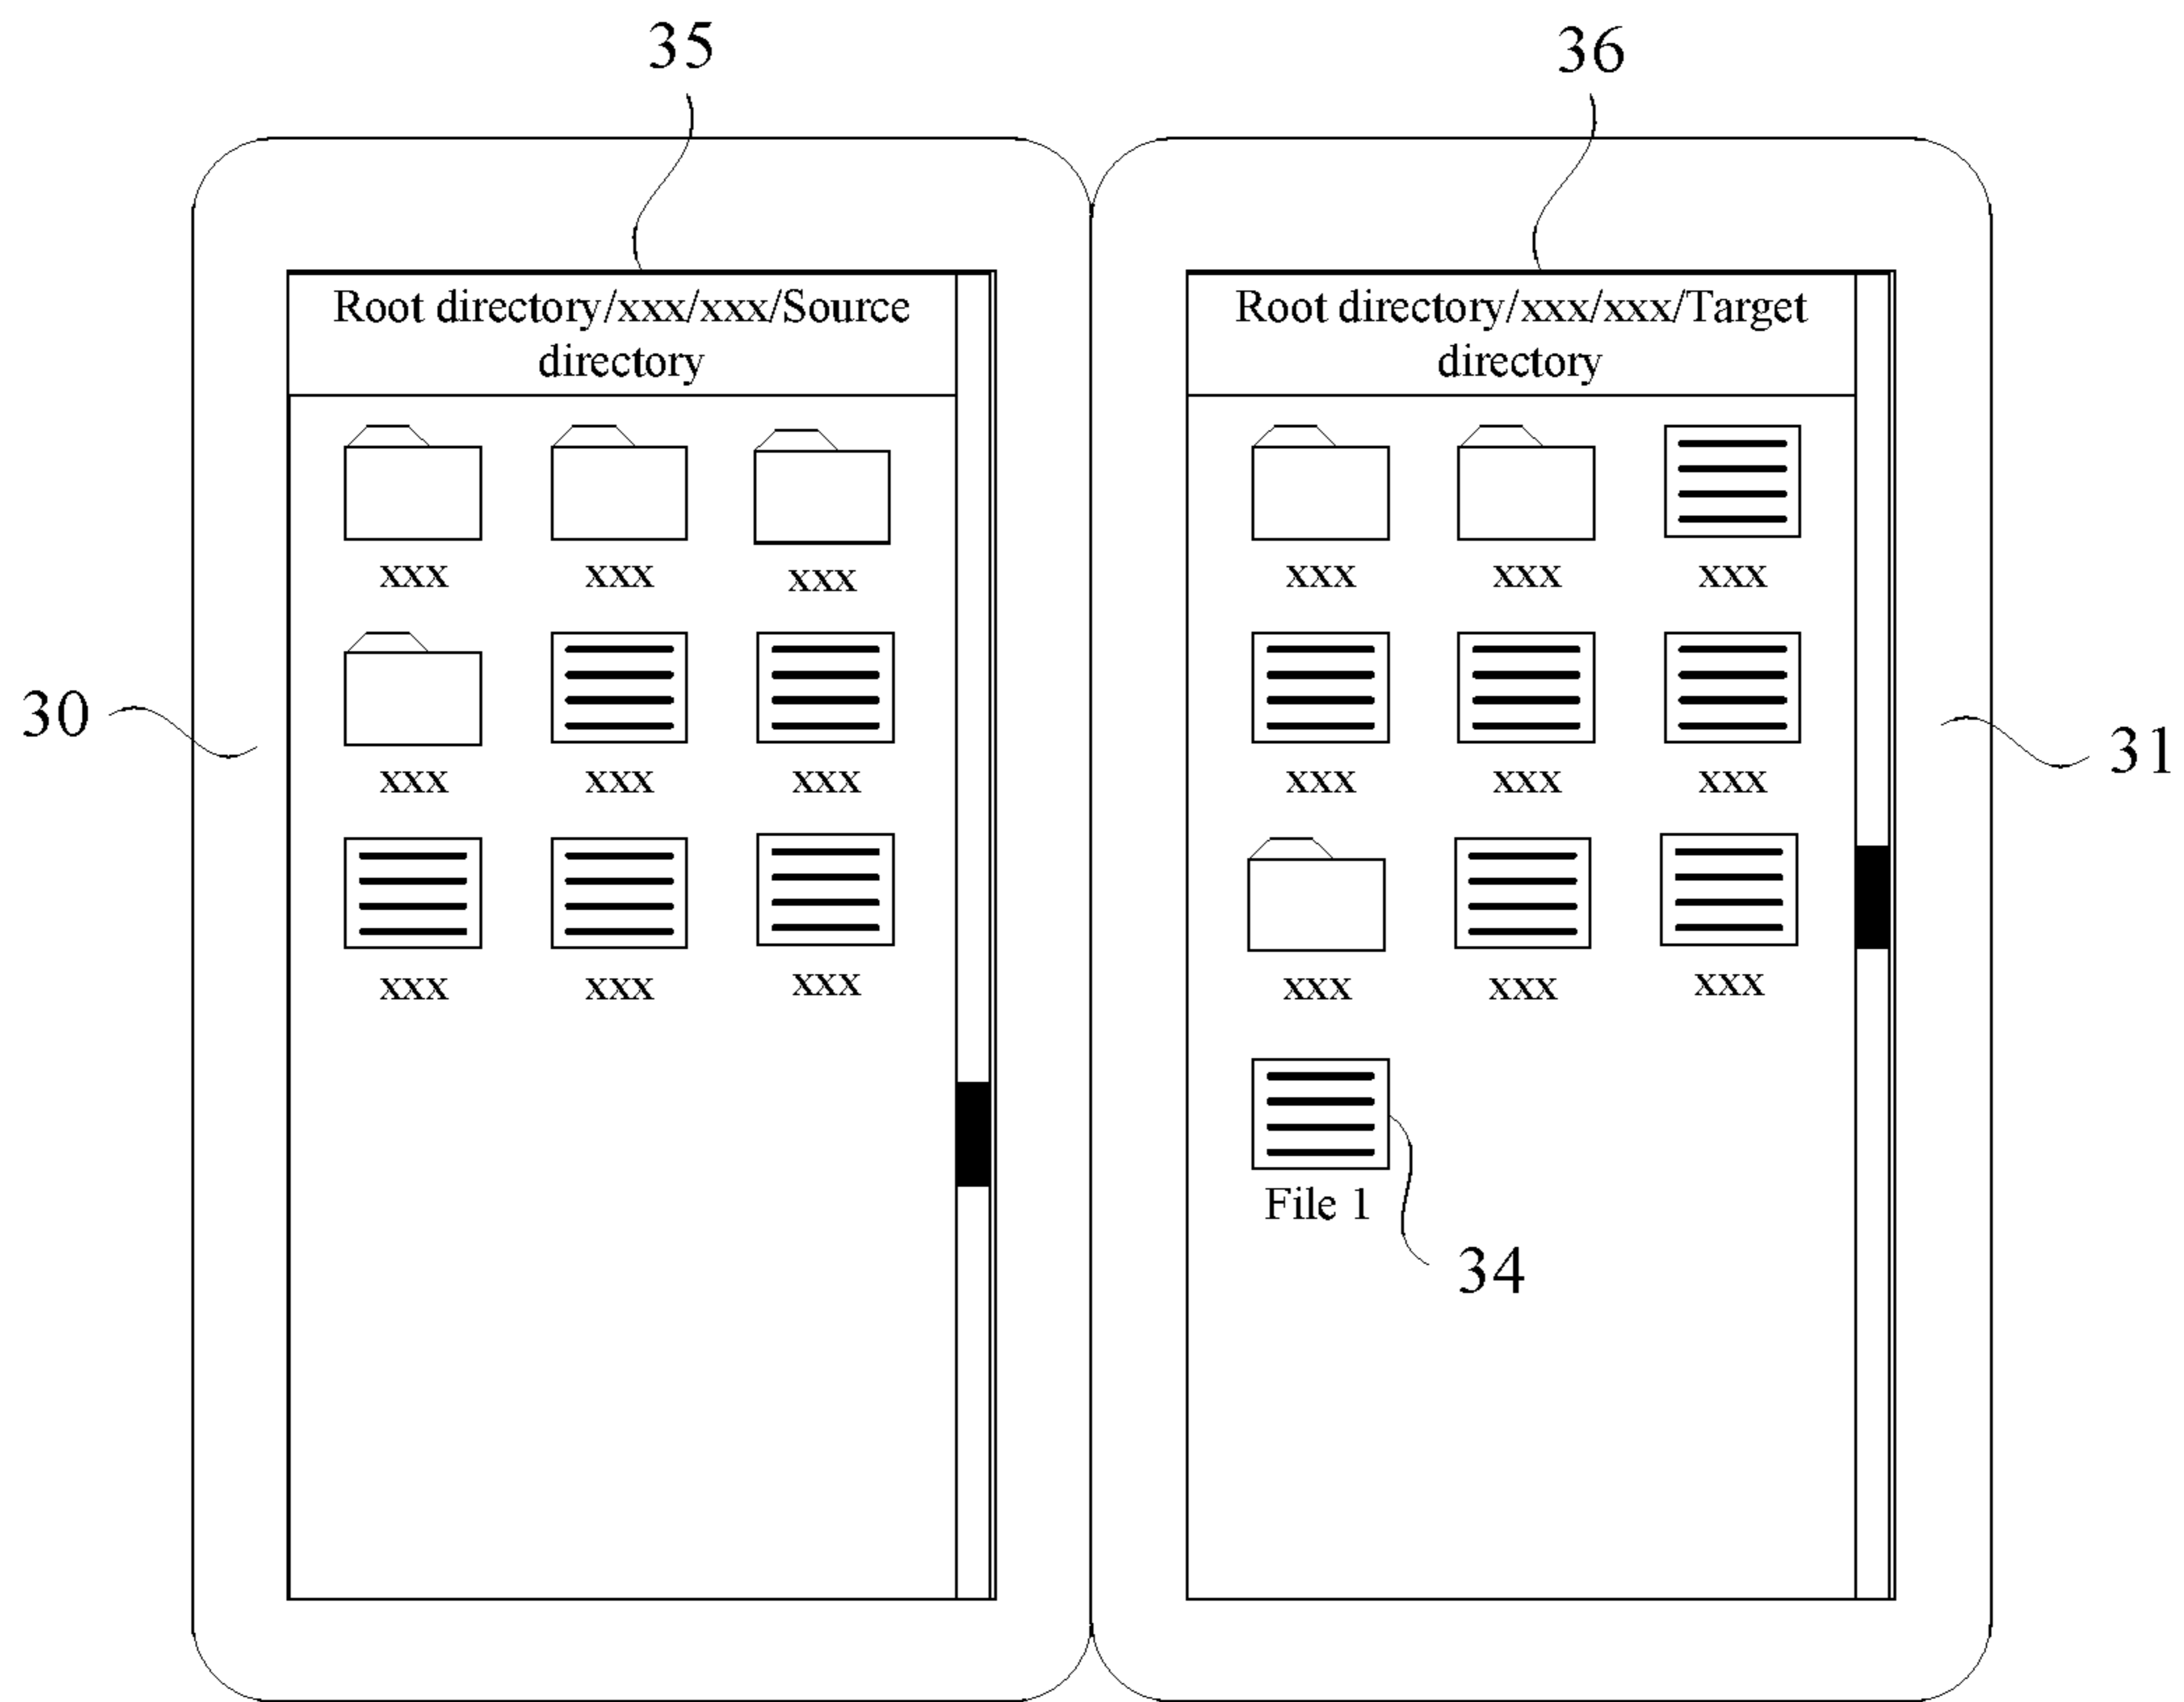 35
36
Root directory/xxx/xxx/Source
directory
Root directory/xxx/xxx/Target
directory
xxx xxx xxx
xxx xxx xxx
30
xxx xxx xxx
xxx xxx xxx
31
xxx xxx xxx
xxx xxx xxx
File 1
34